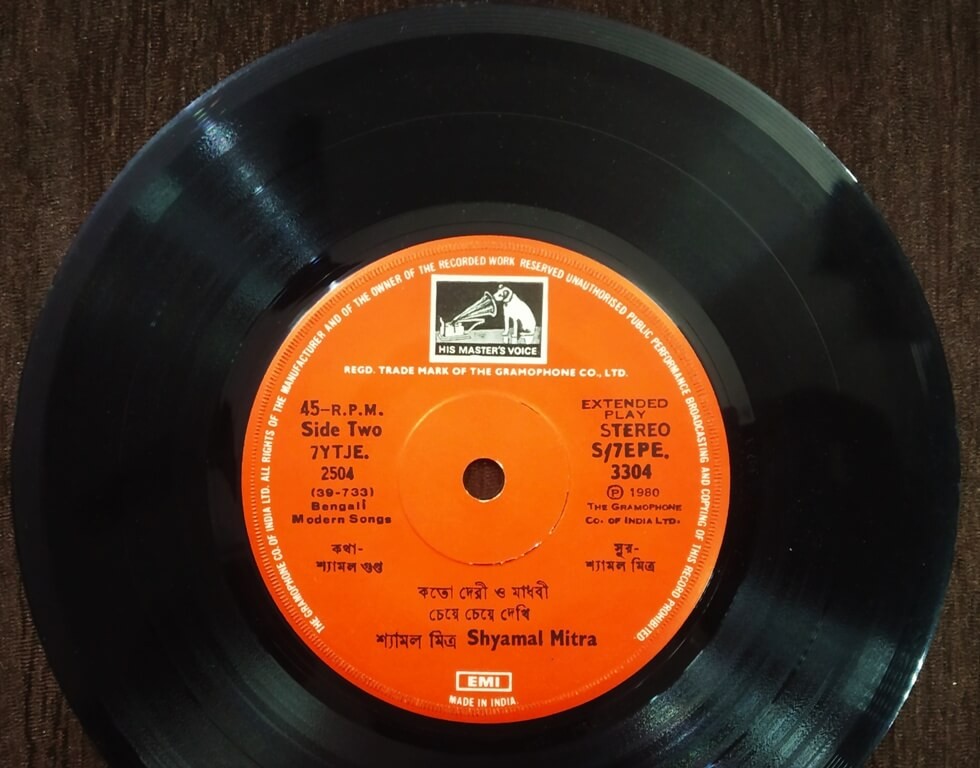 THE GRAMOPHONE CO. OF INDIA LTD. ALL RIGHTS OF THE MANUFACTURER AND OF THE OWNER OF THE RECORDED WORK RESERVED UNAUTHORISED PUBLIC PERFORMANCE BROADCASTING AND COPYING OF THIS RECORD PROHIBITED.
HIS MASTER'S VOICE
REGD. TRADE MARK OF THE GRAMOPHONE CO., LTD.
45-R.P.M.
Side Two
7YTJE.
2504
(39-733)
Bengali
Modern Songs
EXTENDED
PLAY
STEREO
S/7EPE.
3304
℗ 1980
THE GRAMOPHONE
CO. OF INDIA LTD.
কথা-
শ্যামল গুপ্ত
সুর-
শ্যামল মিত্র
কতো দেরী ও মাধবী
চেয়ে চেয়ে দেখি
শ্যামল মিত্র Shyamal Mitra
EMI
MADE IN INDIA.